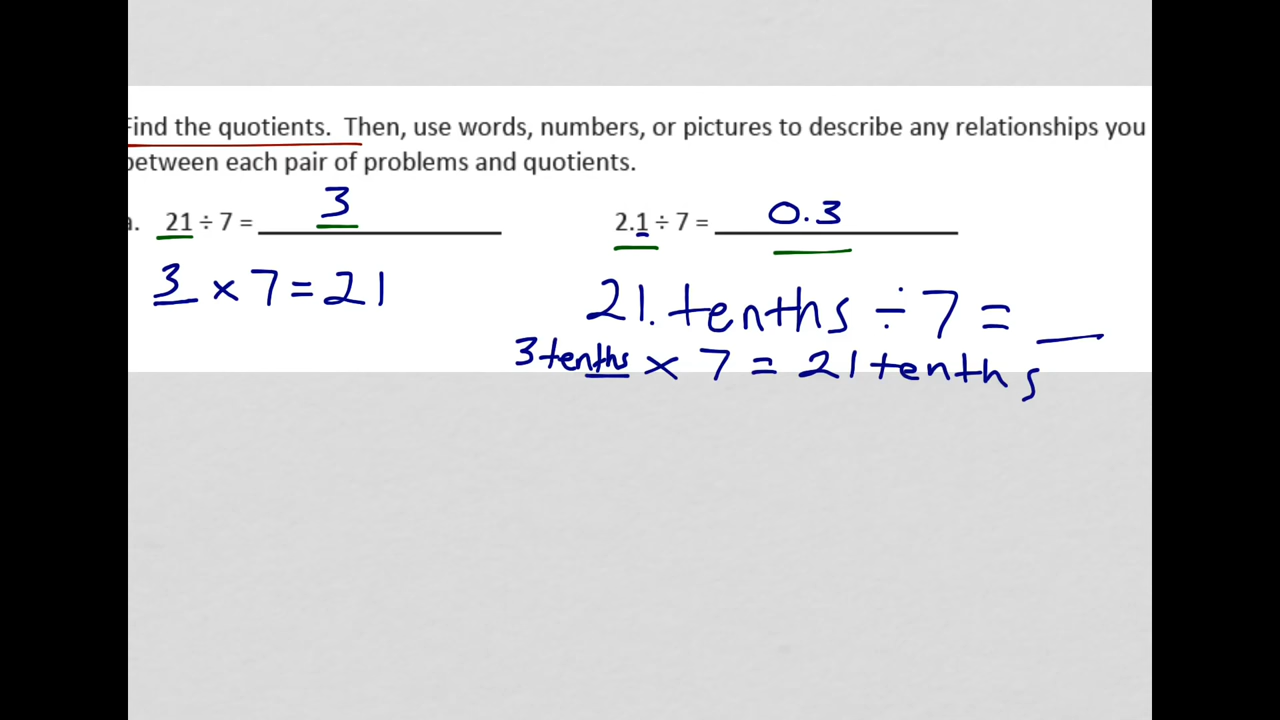 Find the quotients. Then, use words, numbers, or pictures to describe any relationships you
between each pair of problems and quotients.
a. 21 ÷ 7 = 3 2.1 ÷ 7 = 0.3
3 × 7 = 21
21. tenths ÷ 7 = __
3 tenths × 7 = 21 tenths